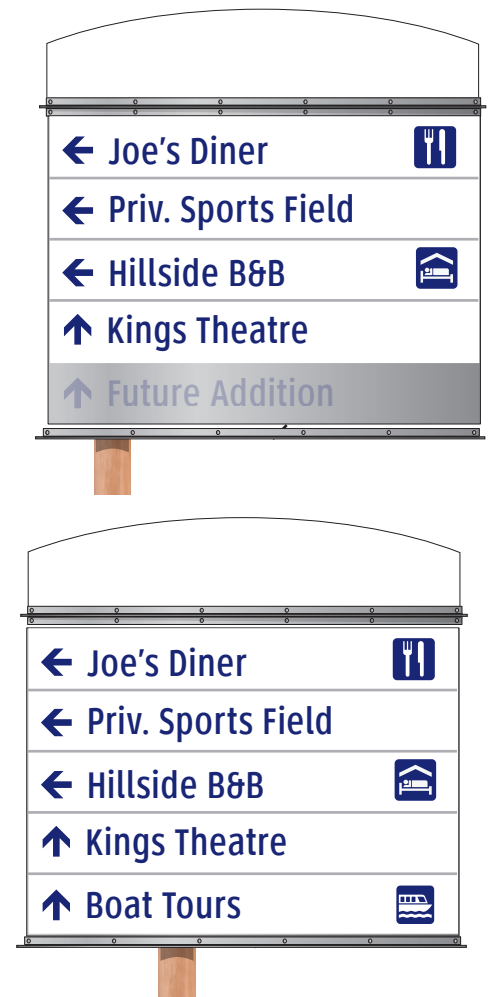 Joe's Diner
Priv. Sports Field
Hillside B&B
Kings Theatre
Future Addition
Joe's Diner
Priv. Sports Field
Hillside B&B
Kings Theatre
Boat Tours